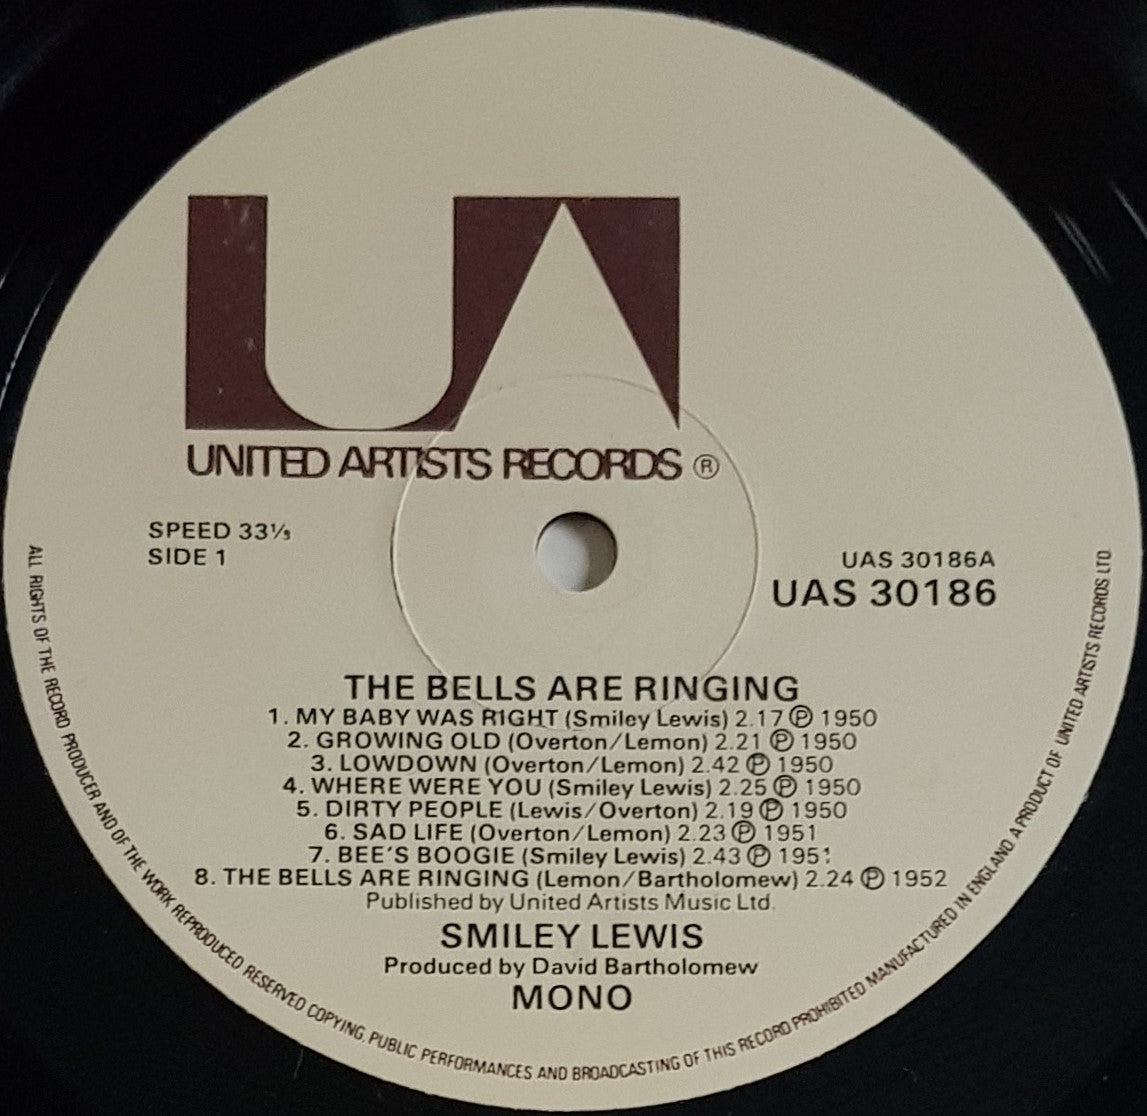 UA
UNITED ARTISTS RECORDS ®
SPEED 33⅓
SIDE 1
UAS 30186A
UAS 30186
THE BELLS ARE RINGING
1. MY BABY WAS RIGHT (Smiley Lewis) 2.17 ℗ 1950
2. GROWING OLD (Overton/Lemon) 2.21 ℗ 1950
3. LOWDOWN (Overton/Lemon) 2.42 ℗ 1950
4. WHERE WERE YOU (Smiley Lewis) 2.25 ℗ 1950
5. DIRTY PEOPLE (Lewis/Overton) 2.19 ℗ 1950
6. SAD LIFE (Overton/Lemon) 2.23 ℗ 1951
7. BEE'S BOOGIE (Smiley Lewis) 2.43 ℗ 1951
8. THE BELLS ARE RINGING (Lemon/Bartholomew) 2.24 ℗ 1952
Published by United Artists Music Ltd.
SMILEY LEWIS
Produced by David Bartholomew
MONO
ALL RIGHTS OF THE RECORD PRODUCER AND OF THE WORK REPRODUCED RESERVED COPYING, PUBLIC PERFORMANCES AND BROADCASTING OF THIS RECORD PROHIBITED MANUFACTURED IN ENGLAND. A PRODUCT OF UNITED ARTISTS RECORDS LTD.